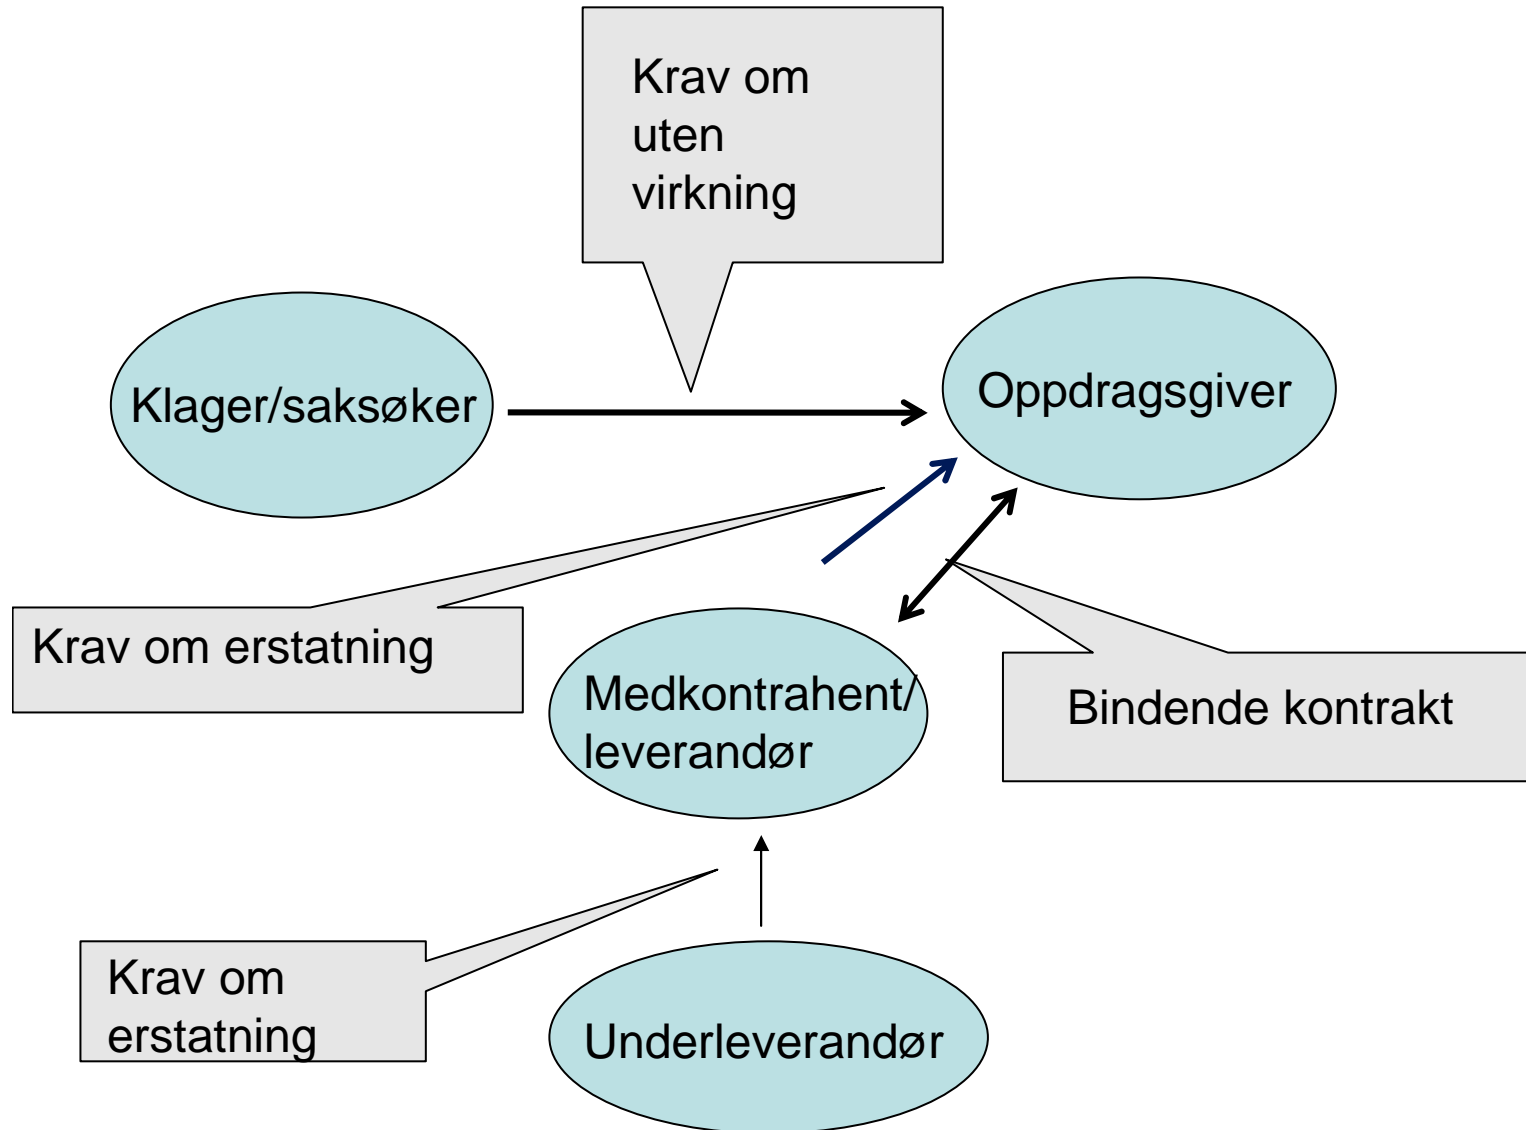 Krav om
uten
virkning
Klager/saksøker
Oppdragsgiver
Krav om erstatning
Medkontrahent/
leverandør
Bindende kontrakt
Krav om
erstatning
Underleverandør